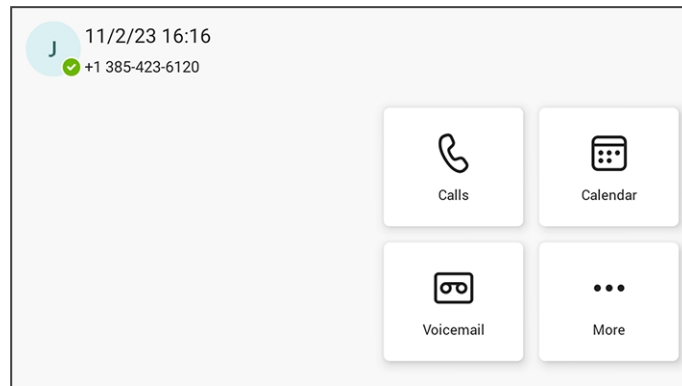 J
11/2/23 16:16
+1 385-423-6120
Calls
Calendar
Voicemail
More